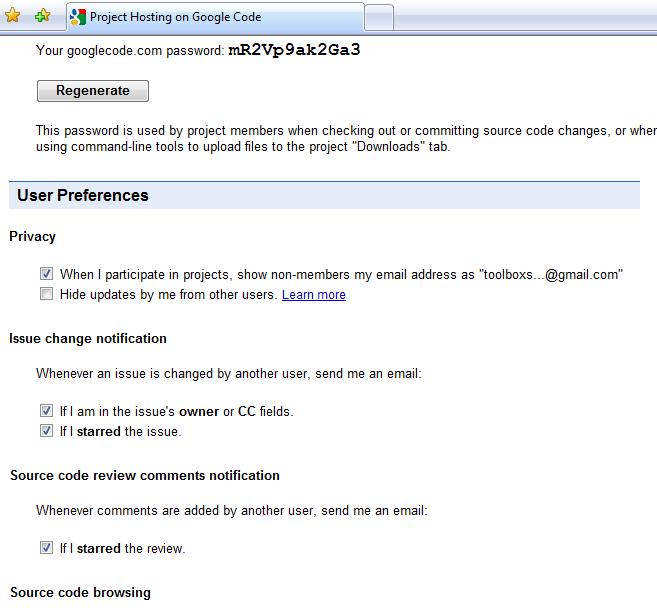 Project Hosting on Google Code
Your googlecode.com password: mR2Vp9ak2Ga3
Regenerate
This password is used by project members when checking out or committing source code changes, or when
using command-line tools to upload files to the project "Downloads" tab.
User Preferences
Privacy
When I participate in projects, show non-members my email address as "toolboxs...@gmail.com"
Hide updates by me from other users. Learn more
Issue change notification
Whenever an issue is changed by another user, send me an email:
If I am in the issue's owner or CC fields.
If I starred the issue.
Source code review comments notification
Whenever comments are added by another user, send me an email:
If I starred the review.
Source code browsing